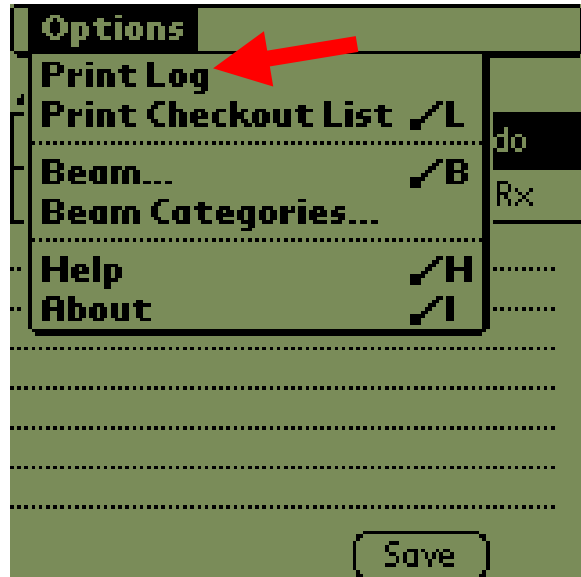 Options
Print Log
Print Checkout List ⟋L
do
Beam... ⟋B
Rx
Beam Categories...
Help ⟋H
About ⟋I
Save